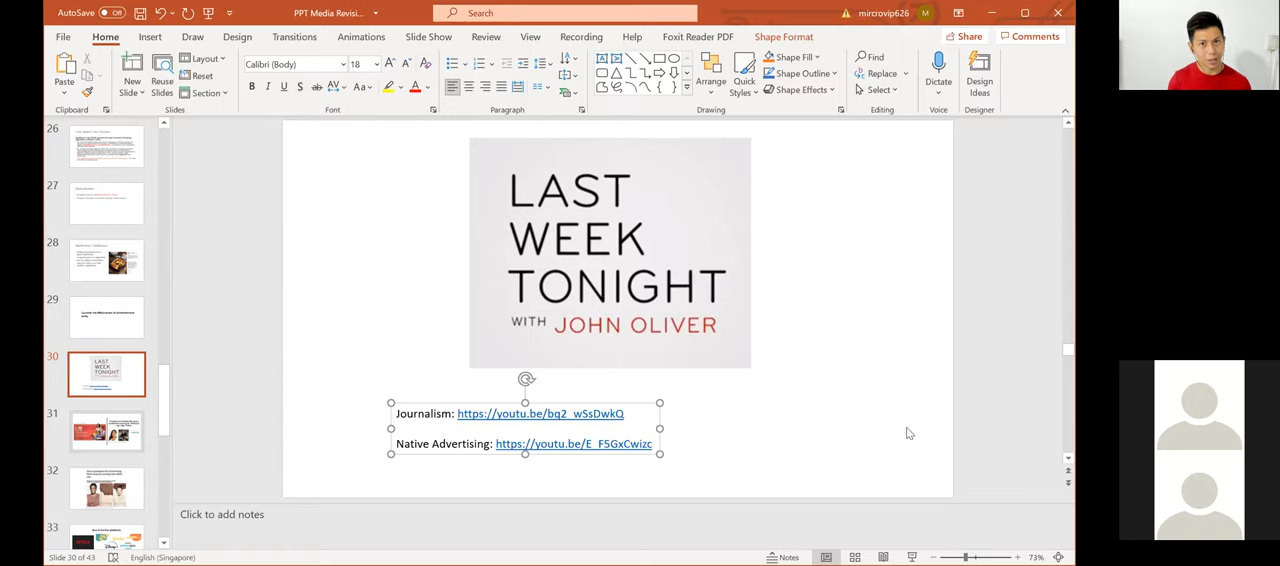 AutoSave Off PPT Media Revisi... Search mircrovip626 M
File Home Insert Draw Design Transitions Animations Slide Show Review View Recording Help Foxit Reader PDF Shape Format Share Comments
Paste New Slide Reuse Slides Layout Reset Section Calibri (Body) 18 Arrange Quick Styles Shape Fill Shape Outline Shape Effects Find Replace Select Dictate Design Ideas
Clipboard Slides Font Paragraph Drawing Editing Voice Designer
26
27
28
29
30
31
32
33
LAST
WEEK
TONIGHT
WITH JOHN OLIVER
Journalism: https://youtu.be/bq2_wSsDwkQ
Native Advertising: https://youtu.be/E_F5GxCwizc
Click to add notes
Slide 30 of 43 English (Singapore) Notes 73%